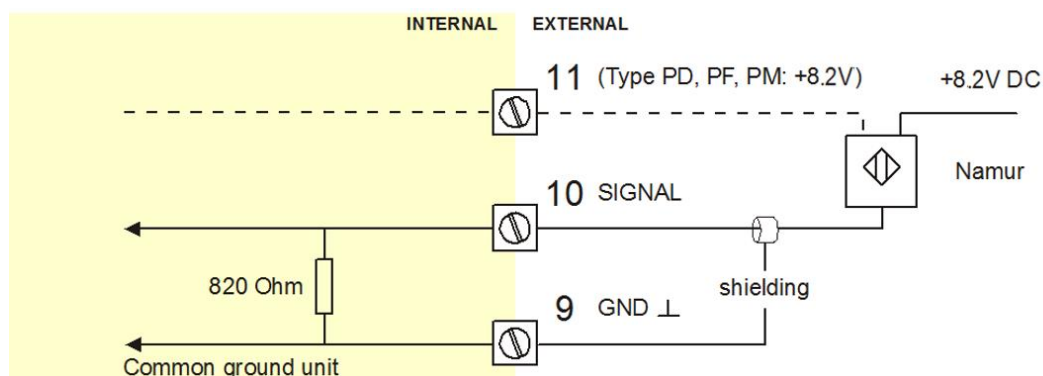 INTERNAL EXTERNAL
11 (Type PD, PF, PM: +8.2V) +8.2V DC
Namur
10 SIGNAL
820 Ohm
shielding
9 GND ⊥
Common ground unit